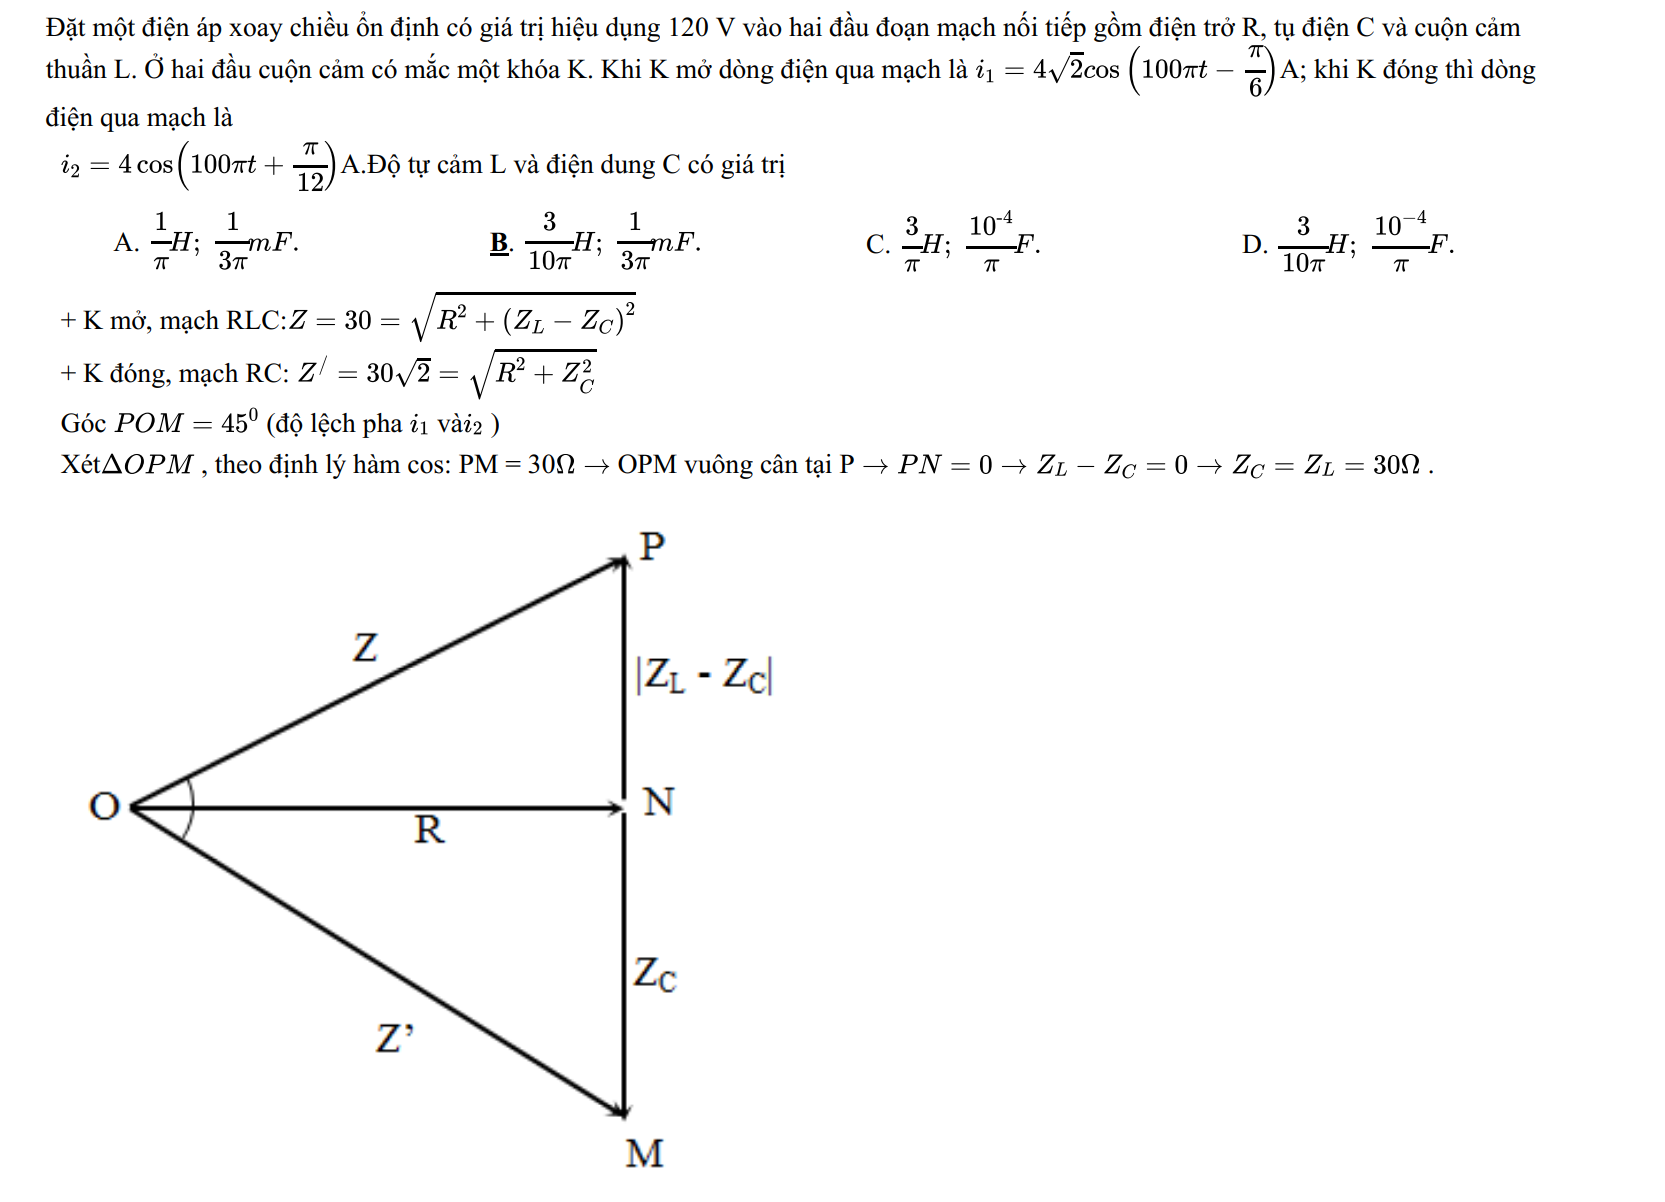 Đặt một điện áp xoay chiều ổn định có giá trị hiệu dụng 120 V vào hai đầu đoạn mạch nối tiếp gồm điện trở R, tụ điện C và cuộn cảm
thuần L. Ở hai đầu cuộn cảm có mắc một khóa K. Khi K mở dòng điện qua mạch là $i_1 = 4\sqrt{2}cos\left(100\pi t - \frac{\pi}{6}\right)$A; khi K đóng thì dòng
điện qua mạch là
$i_2 = 4\cos\left(100\pi t + \frac{\pi}{12}\right)$A.Độ tự cảm L và điện dung C có giá trị
A. $\frac{1}{\pi}H;\ \frac{1}{3\pi}mF.$ B. $\frac{3}{10\pi}H;\ \frac{1}{3\pi}mF.$ C. $\frac{3}{\pi}H;\ \frac{10^{-4}}{\pi}F.$ D. $\frac{3}{10\pi}H;\ \frac{10^{-4}}{\pi}F.$
+ K mở, mạch RLC:$Z = 30 = \sqrt{R^2 + (Z_L - Z_C)^2}$
+ K đóng, mạch RC: $Z^{/} = 30\sqrt{2} = \sqrt{R^2 + Z_C^2}$
Góc $POM = 45^0$ (độ lệch pha $i_1$ và$i_2$ )
Xét$\Delta OPM$ , theo định lý hàm cos: PM = 30Ω → OPM vuông cân tại P → $PN = 0 → Z_L - Z_C = 0 → Z_C = Z_L = 30Ω$ .
P
Z
|Z_L - Z_C|
O
N
R
Z_C
Z’
M